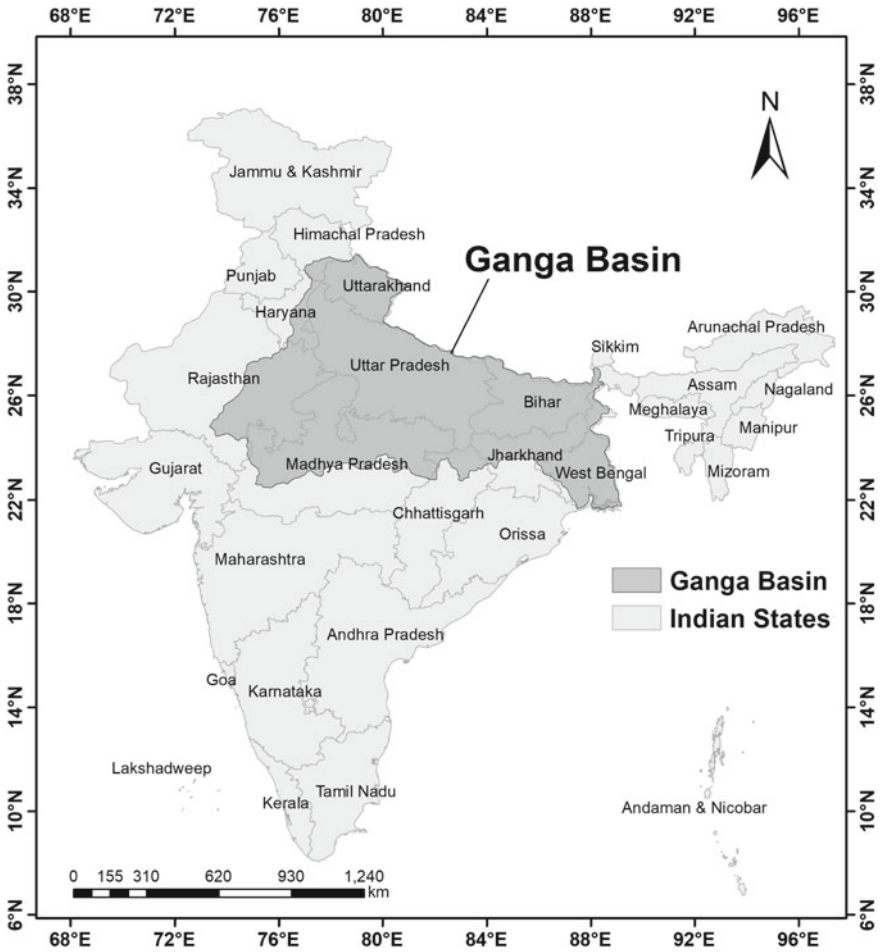 68°E 72°E 76°E 80°E 84°E 88°E 92°E 96°E
38°N 38°N
N
34°N 34°N
Jammu & Kashmir
Himachal Pradesh
Ganga Basin
Punjab
30°N 30°N
Uttarakhand
Haryana
Arunachal Pradesh
Sikkim
Uttar Pradesh
Rajasthan
Assam
Nagaland
26°N 26°N
Bihar
Meghalaya
Manipur
Tripura
Jharkhand
Madhya Pradesh
Gujarat
West Bengal
Mizoram
22°N 22°N
Chhattisgarh
Orissa
Maharashtra
Ganga Basin
Indian States
18°N 18°N
Andhra Pradesh
Goa
Karnataka
14°N 14°N
Lakshadweep
Tamil Nadu
Kerala
Andaman & Nicobar
10°N 10°N
0 155 310 620 930 1,240
km
6°N 6°N
68°E 72°E 76°E 80°E 84°E 88°E 92°E 96°E